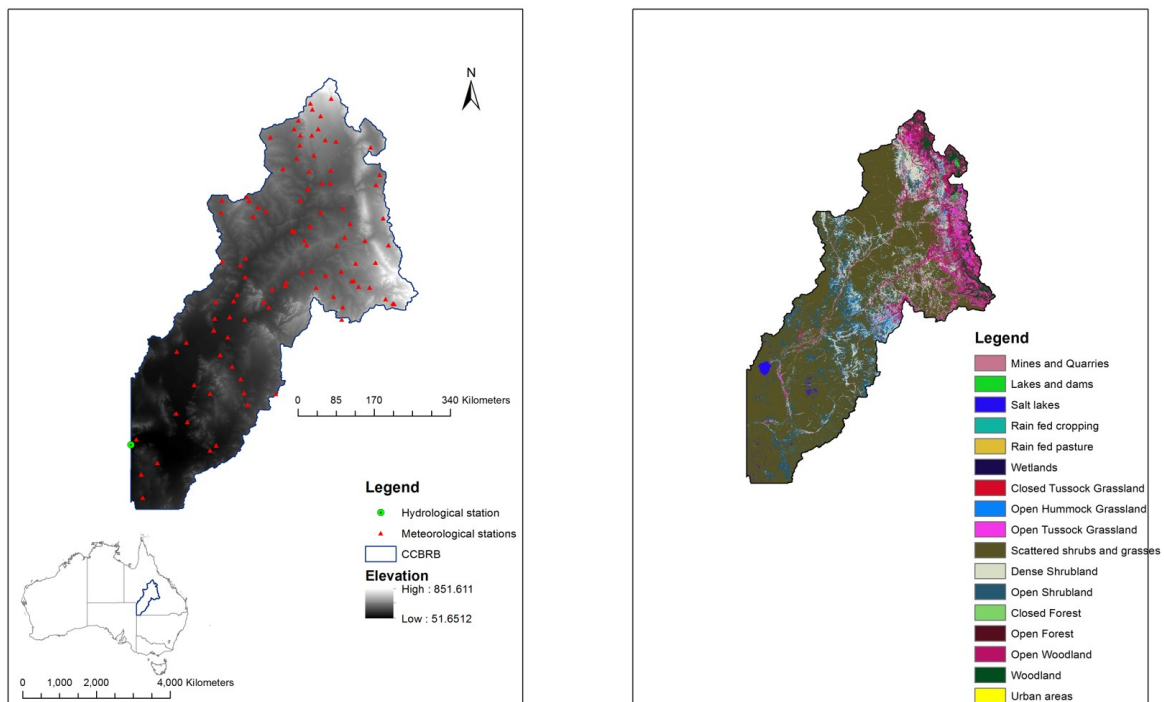 N
0 85 170 340 Kilometers
Legend
Hydrological station
Meteorological stations
CCBRB
Elevation
High : 851.611
Low : 51.6512
0 1,000 2,000 4,000 Kilometers
Legend
Mines and Quarries
Lakes and dams
Salt lakes
Rain fed cropping
Rain fed pasture
Wetlands
Closed Tussock Grassland
Open Hummock Grassland
Open Tussock Grassland
Scattered shrubs and grasses
Dense Shrubland
Open Shrubland
Closed Forest
Open Forest
Open Woodland
Woodland
Urban areas